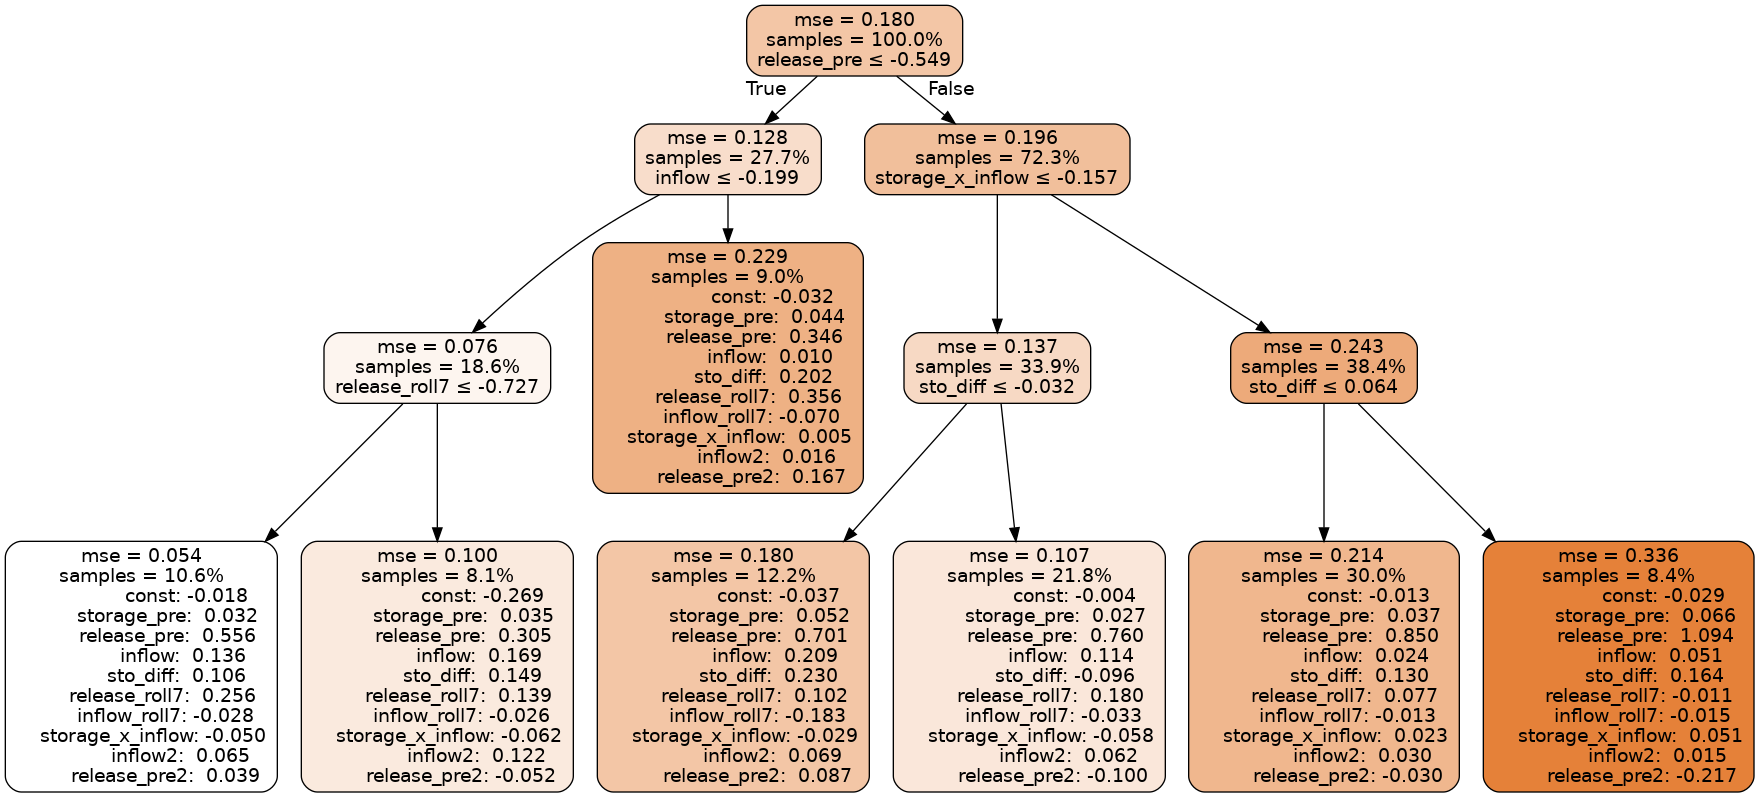 mse = 0.180
samples = 100.0%
release_pre ≤ -0.549
True
False
mse = 0.128
samples = 27.7%
inflow ≤ -0.199
mse = 0.196
samples = 72.3%
storage_x_inflow ≤ -0.157
mse = 0.229
samples = 9.0%
const: -0.032
storage_pre: 0.044
release_pre: 0.346
inflow: 0.010
sto_diff: 0.202
release_roll7: 0.356
inflow_roll7: -0.070
storage_x_inflow: 0.005
inflow2: 0.016
release_pre2: 0.167
mse = 0.076
samples = 18.6%
release_roll7 ≤ -0.727
mse = 0.137
samples = 33.9%
sto_diff ≤ -0.032
mse = 0.243
samples = 38.4%
sto_diff ≤ 0.064
mse = 0.054
samples = 10.6%
const: -0.018
storage_pre: 0.032
release_pre: 0.556
inflow: 0.136
sto_diff: 0.106
release_roll7: 0.256
inflow_roll7: -0.028
storage_x_inflow: -0.050
inflow2: 0.065
release_pre2: 0.039
mse = 0.100
samples = 8.1%
const: -0.269
storage_pre: 0.035
release_pre: 0.305
inflow: 0.169
sto_diff: 0.149
release_roll7: 0.139
inflow_roll7: -0.026
storage_x_inflow: -0.062
inflow2: 0.122
release_pre2: -0.052
mse = 0.180
samples = 12.2%
const: -0.037
storage_pre: 0.052
release_pre: 0.701
inflow: 0.209
sto_diff: 0.230
release_roll7: 0.102
inflow_roll7: -0.183
storage_x_inflow: -0.029
inflow2: 0.069
release_pre2: 0.087
mse = 0.107
samples = 21.8%
const: -0.004
storage_pre: 0.027
release_pre: 0.760
inflow: 0.114
sto_diff: -0.096
release_roll7: 0.180
inflow_roll7: -0.033
storage_x_inflow: -0.058
inflow2: 0.062
release_pre2: -0.100
mse = 0.214
samples = 30.0%
const: -0.013
storage_pre: 0.037
release_pre: 0.850
inflow: 0.024
sto_diff: 0.130
release_roll7: 0.077
inflow_roll7: -0.013
storage_x_inflow: 0.023
inflow2: 0.030
release_pre2: -0.030
mse = 0.336
samples = 8.4%
const: -0.029
storage_pre: 0.066
release_pre: 1.094
inflow: 0.051
sto_diff: 0.164
release_roll7: -0.011
inflow_roll7: -0.015
storage_x_inflow: 0.051
inflow2: 0.015
release_pre2: -0.217